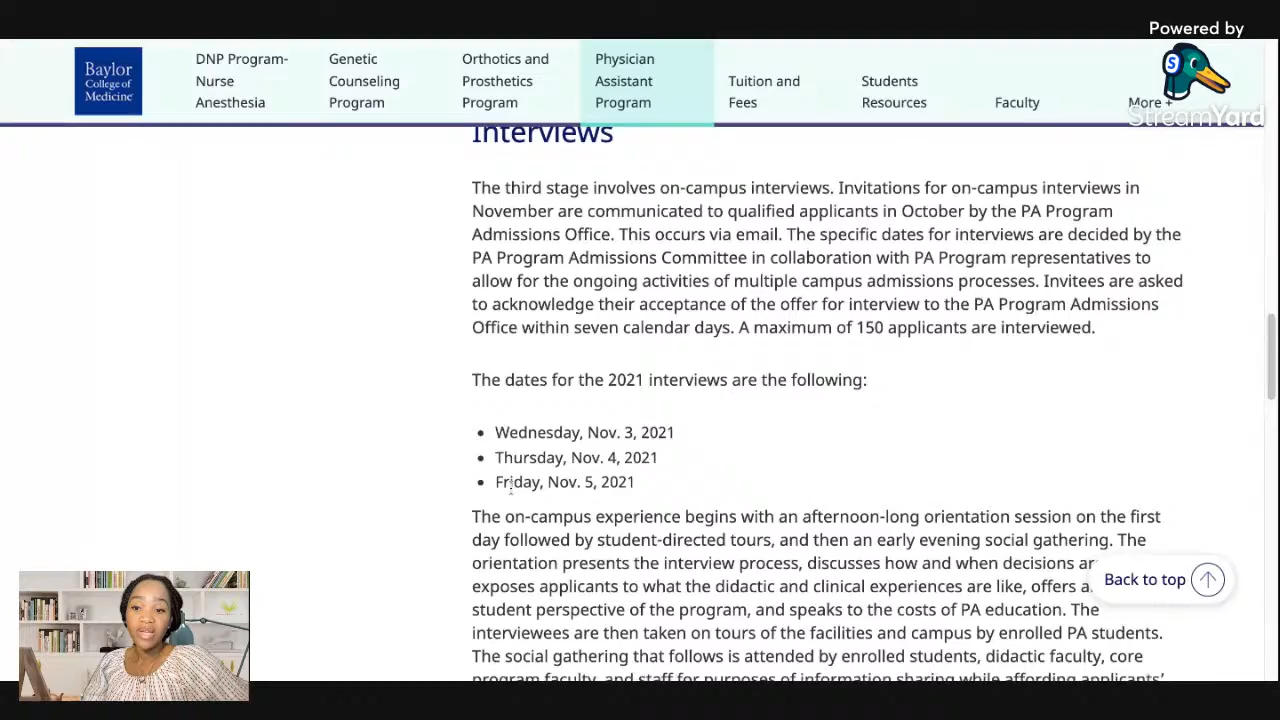 Powered by
StreamYard
Baylor
College of
Medicine
DNP Program-
Nurse
Anesthesia
Genetic
Counseling
Program
Orthotics and
Prosthetics
Program
Physician
Assistant
Program
Tuition and
Fees
Students
Resources
Faculty
More +
Interviews
The third stage involves on-campus interviews. Invitations for on-campus interviews in
November are communicated to qualified applicants in October by the PA Program
Admissions Office. This occurs via email. The specific dates for interviews are decided by the
PA Program Admissions Committee in collaboration with PA Program representatives to
allow for the ongoing activities of multiple campus admissions processes. Invitees are asked
to acknowledge their acceptance of the offer for interview to the PA Program Admissions
Office within seven calendar days. A maximum of 150 applicants are interviewed.
The dates for the 2021 interviews are the following:
• Wednesday, Nov. 3, 2021
• Thursday, Nov. 4, 2021
• Friday, Nov. 5, 2021
The on-campus experience begins with an afternoon-long orientation session on the first
day followed by student-directed tours, and then an early evening social gathering. The
orientation presents the interview process, discusses how and when decisions
exposes applicants to what the didactic and clinical experiences are like, offers
student perspective of the program, and speaks to the costs of PA education. The
interviewees are then taken on tours of the facilities and campus by enrolled PA students.
The social gathering that follows is attended by enrolled students, didactic faculty, core
program faculty, and staff for purposes of information sharing while affording applicants'
Back to top